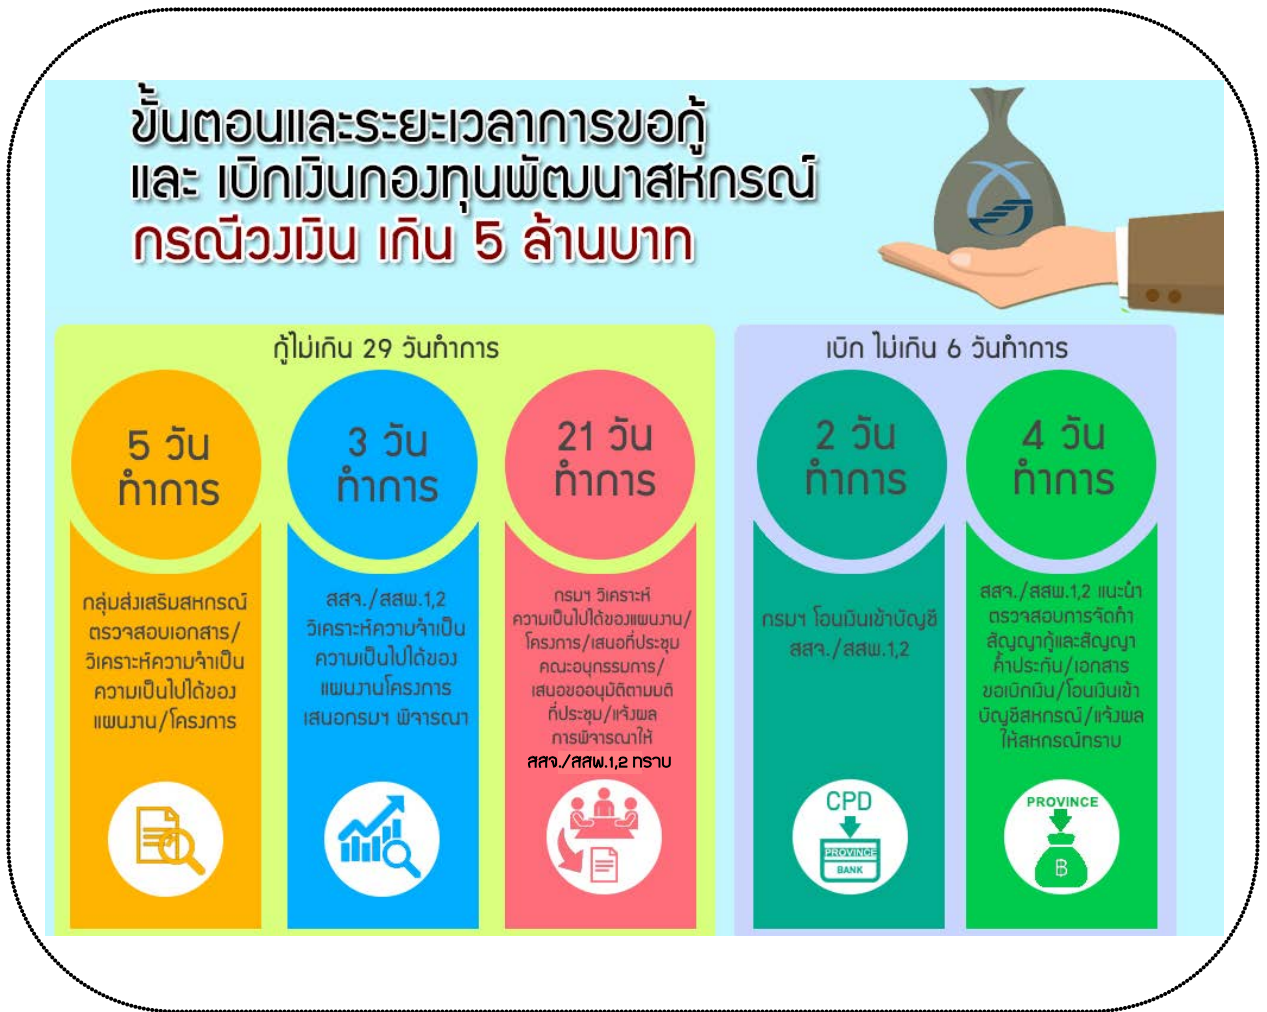 ขั้นตอนและระยะเวลาการขอกู้
และ เบิกเงินกองทุนพัฒนาสหกรณ์
กรณีวงเงิน เกิน 5 ล้านบาท
กู้ไม่เกิน 29 วันทำการ
5 วัน
ทำการ
กลุ่มส่งเสริมสหกรณ์
ตรวจสอบเอกสาร/
วิเคราะห์ความจำเป็น
ความเป็นไปได้ของ
แผนงาน/โครงการ
3 วัน
ทำการ
สสจ./สสพ.1,2
วิเคราะห์ความจำเป็น
ความเป็นไปได้ของ
แผนงานโครงการ
เสนอกรมฯ พิจารณา
21 วัน
ทำการ
กรมฯ วิเคราะห์
ความเป็นไปได้ของแผนงาน/
โครงการ/เสนอที่ประชุม
คณะอนุกรรมการ/
เสนอขออนุมัติตามมติ
ที่ประชุม/แจ้งผล
การพิจารณาให้
สสจ./สสพ.1,2 ทราบ
เบิก ไม่เกิน 6 วันทำการ
2 วัน
ทำการ
กรมฯ โอนเงินเข้าบัญชี
สสจ./สสพ.1,2
CPD
PROVINCE
BANK
4 วัน
ทำการ
สสจ./สสพ.1,2 แนะนำ
ตรวจสอบการจัดทำ
สัญญากู้และสัญญา
ค้ำประกัน/เอกสาร
ขอเบิกเงิน/โอนเงินเข้า
บัญชีสหกรณ์/แจ้งผล
ให้สหกรณ์ทราบ
PROVINCE
B